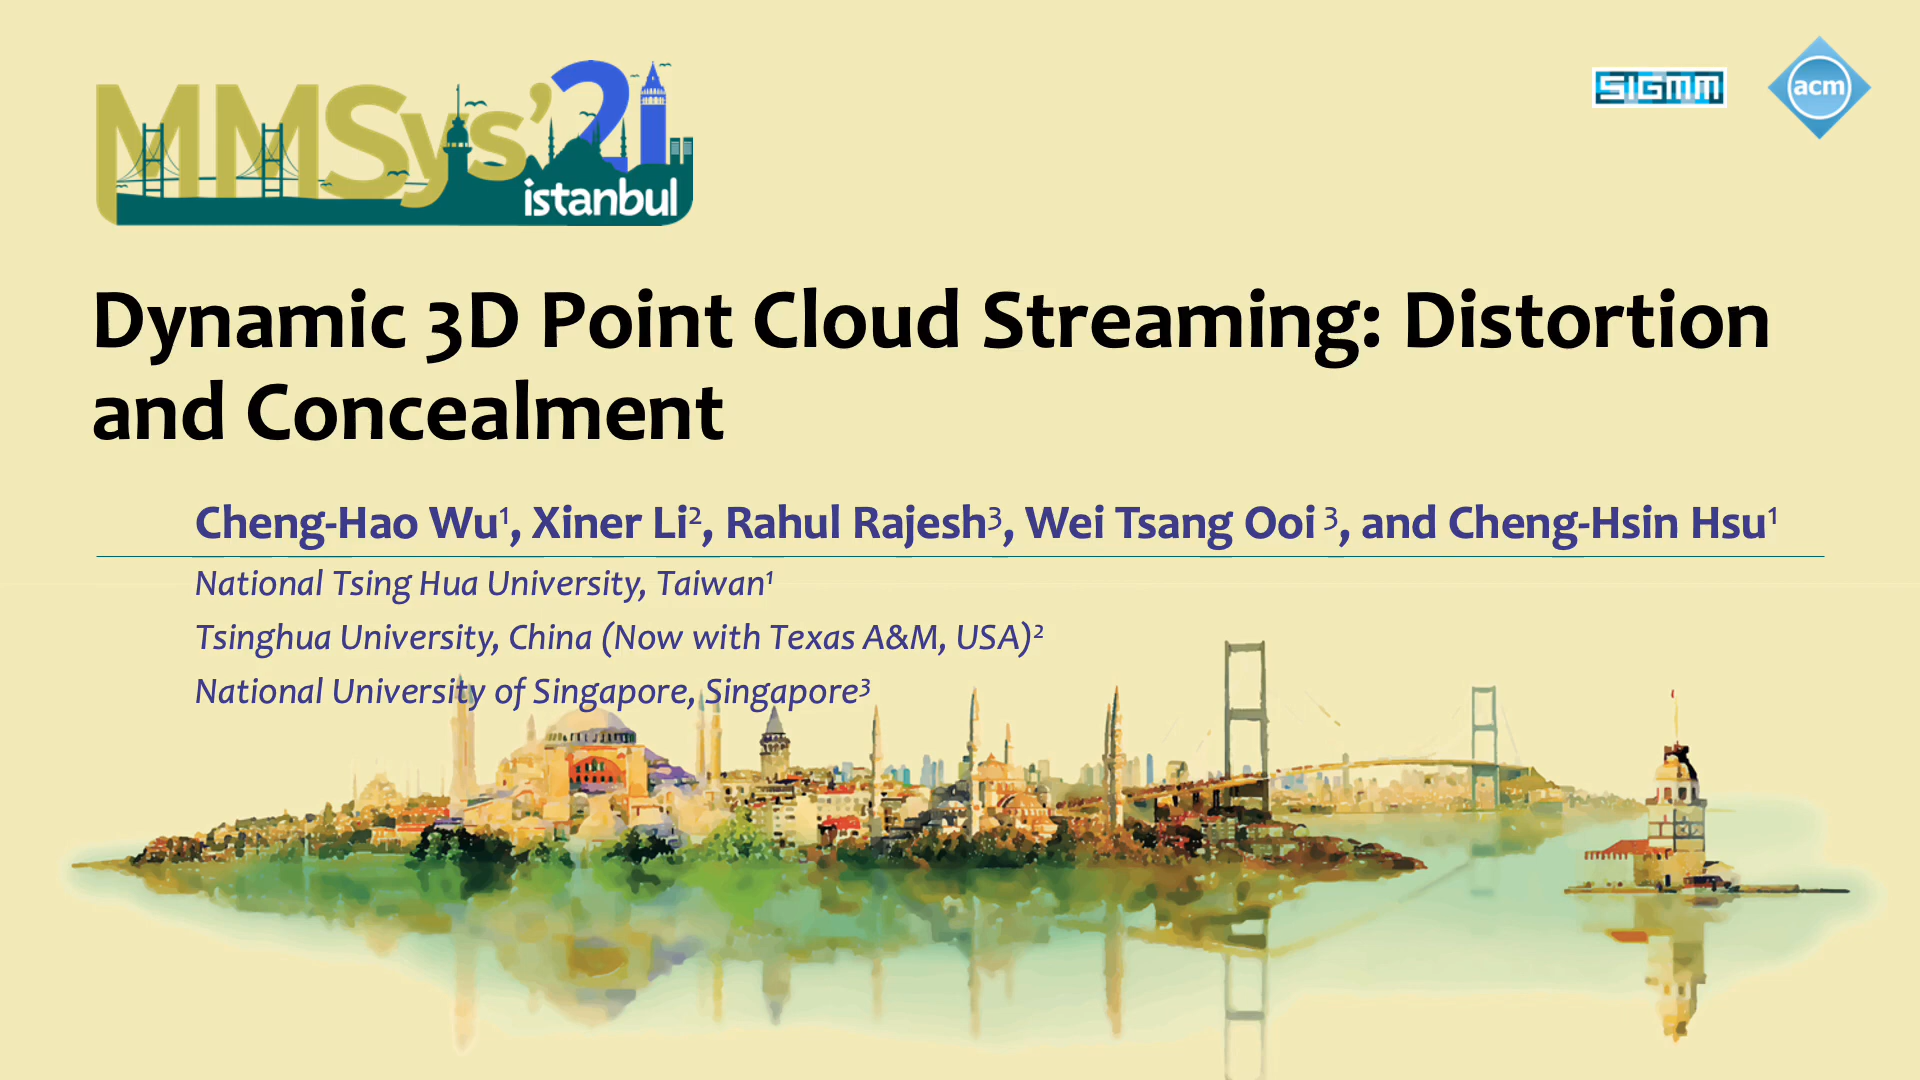 MMSys'21
istanbul
SIGMM
acm
Dynamic 3D Point Cloud Streaming: Distortion
and Concealment
Cheng-Hao Wu¹, Xiner Li², Rahul Rajesh³, Wei Tsang Ooi ³, and Cheng-Hsin Hsu¹
National Tsing Hua University, Taiwan¹
Tsinghua University, China (Now with Texas A&M, USA)²
National University of Singapore, Singapore³